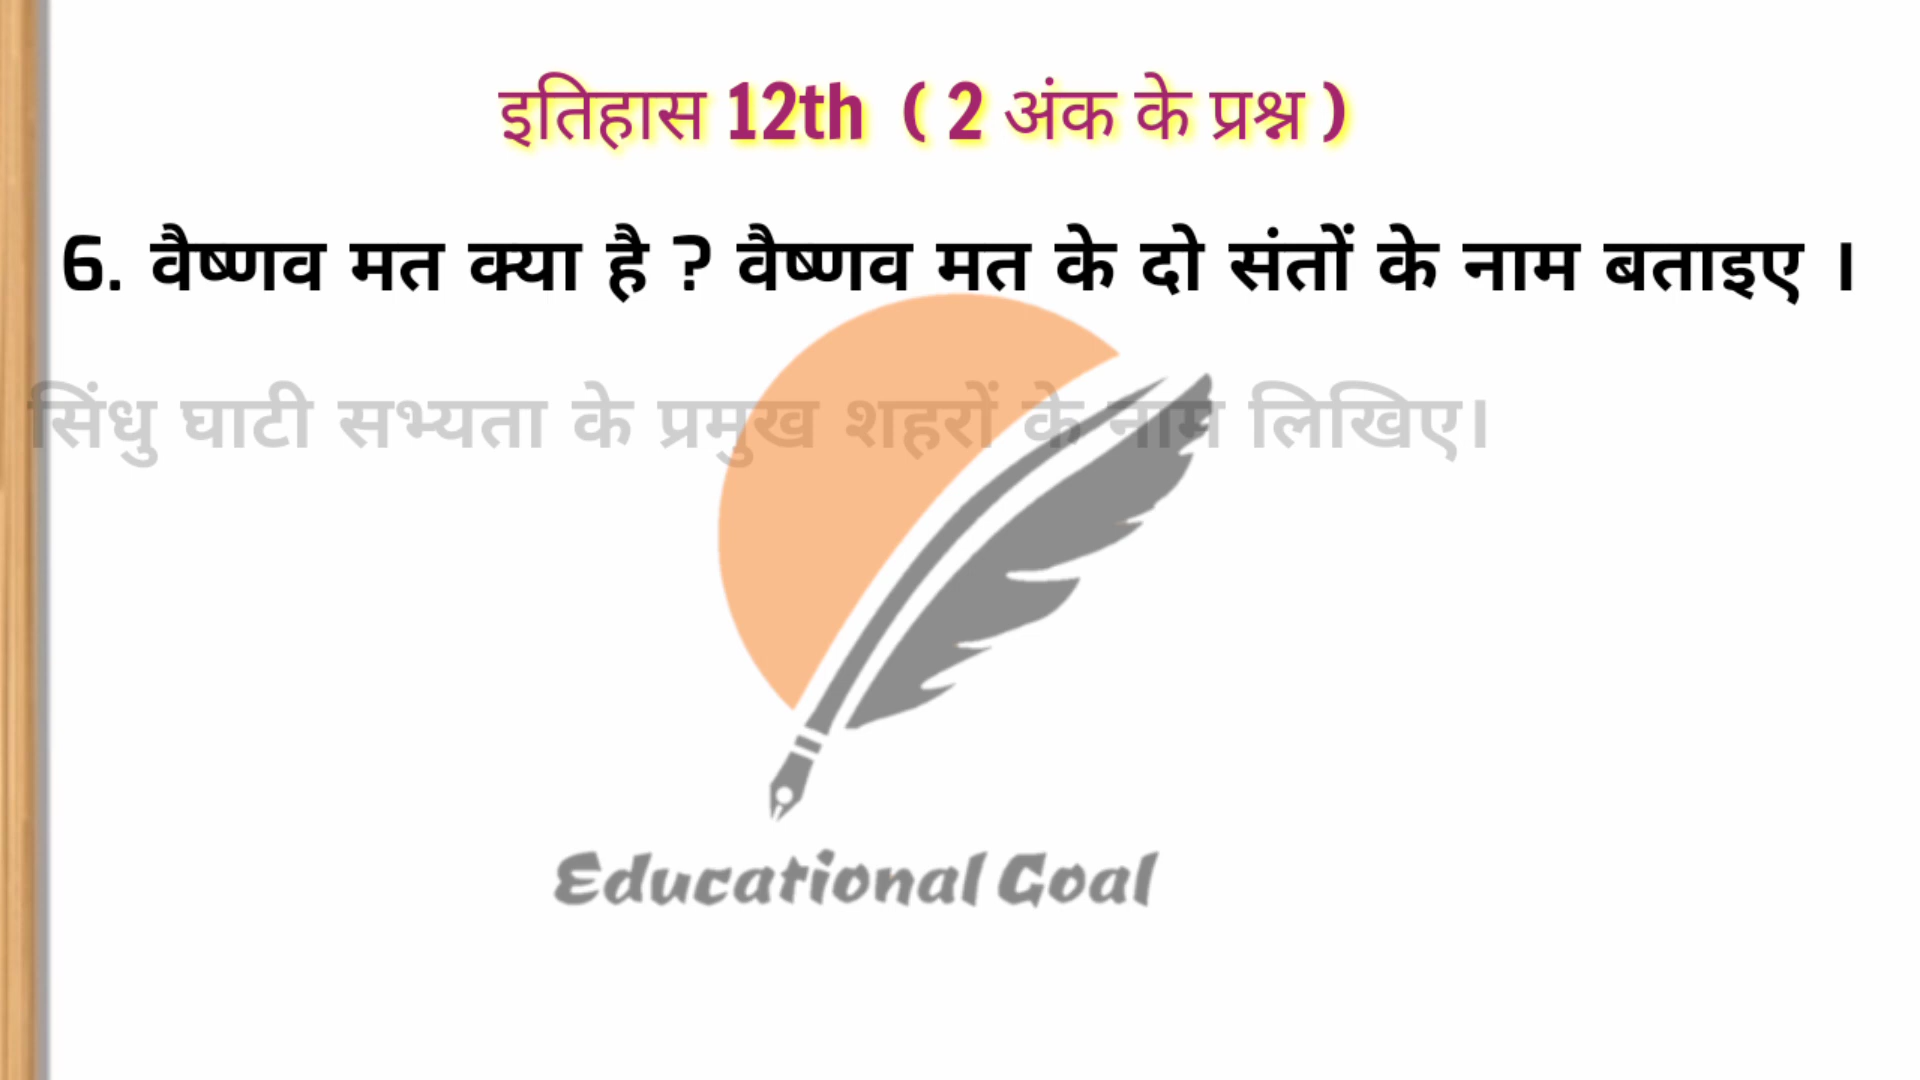 इतिहास 12th ( 2 अंक के प्रश्न )
6. वैष्णव मत क्या है ? वैष्णव मत के दो संतों के नाम बताइए ।
सिंधु घाटी सभ्यता के प्रमुख शहरों के नाम लिखिए।
Educational Goal